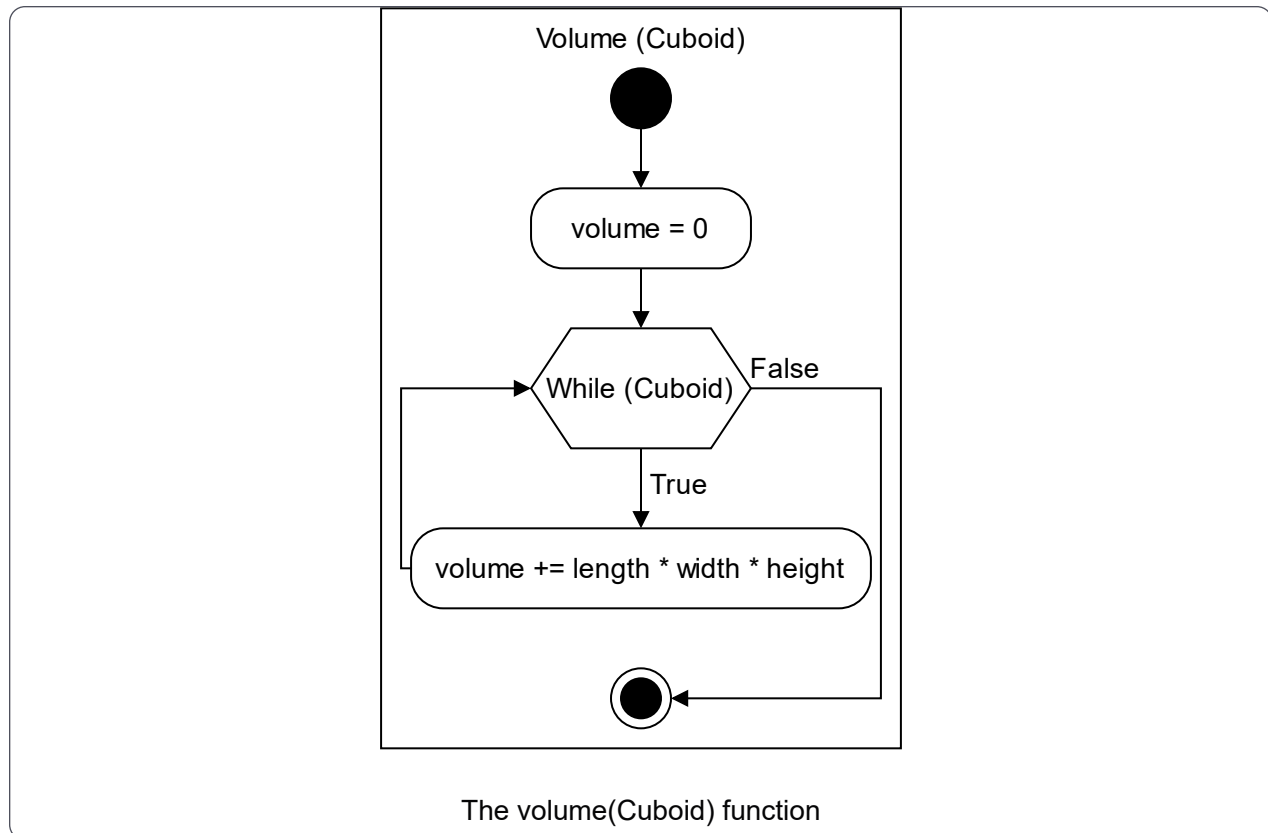 Volume (Cuboid)
volume = 0
While (Cuboid)
False
True
volume += length * width * height
The volume(Cuboid) function